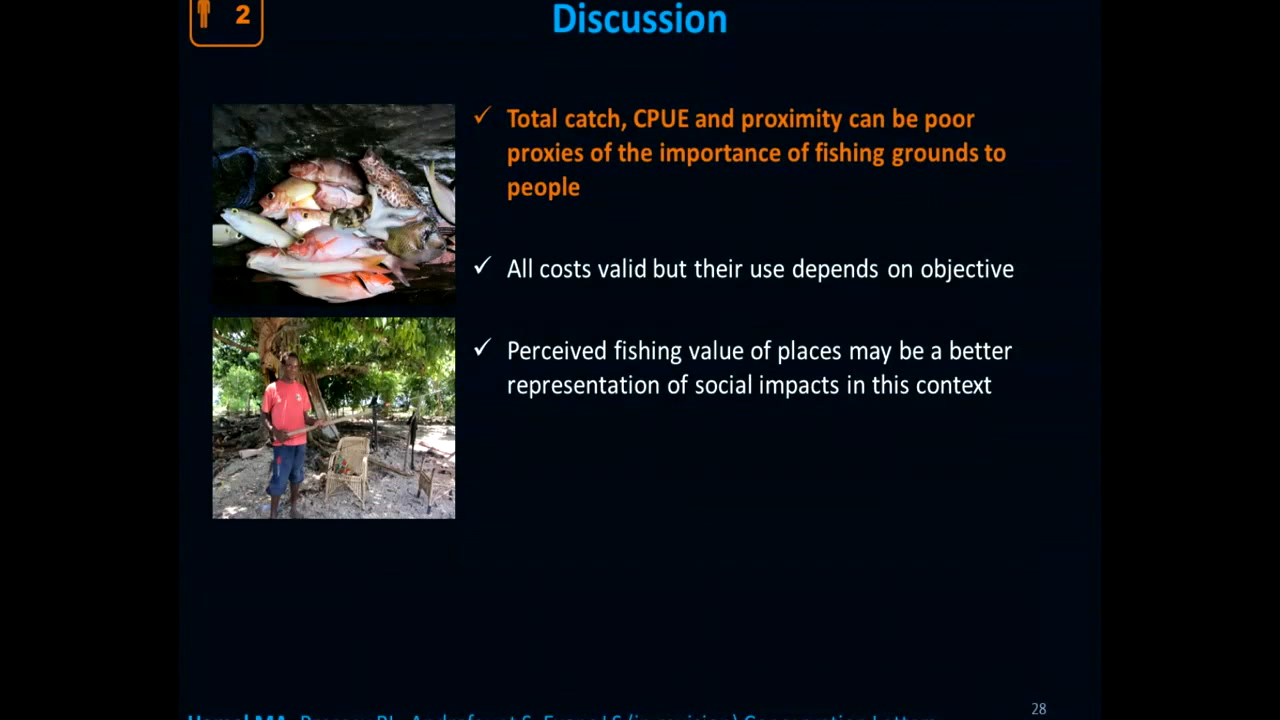 2
Discussion
✓ Total catch, CPUE and proximity can be poor
proxies of the importance of fishing grounds to
people
✓ All costs valid but their use depends on objective
✓ Perceived fishing value of places may be a better
representation of social impacts in this context
28